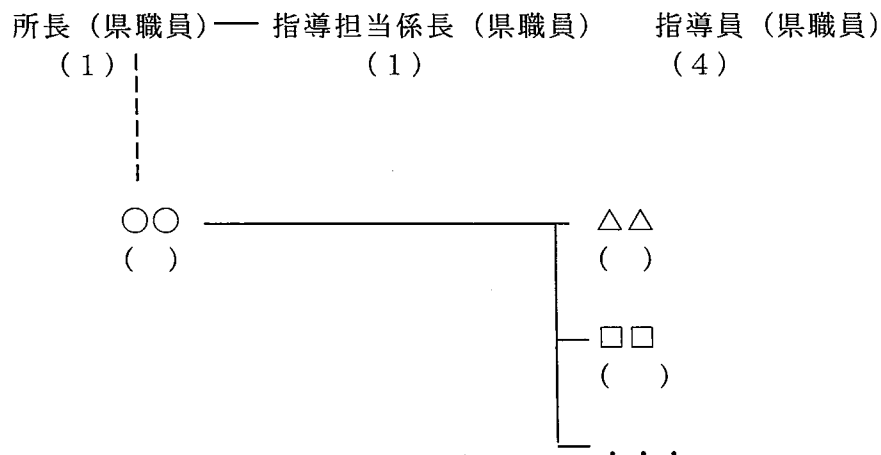 所長（県職員）── 指導担当係長（県職員）　指導員（県職員）
（１）　（１）　（４）
○○　△△
（　）　（　）
□□
（　）
・・・